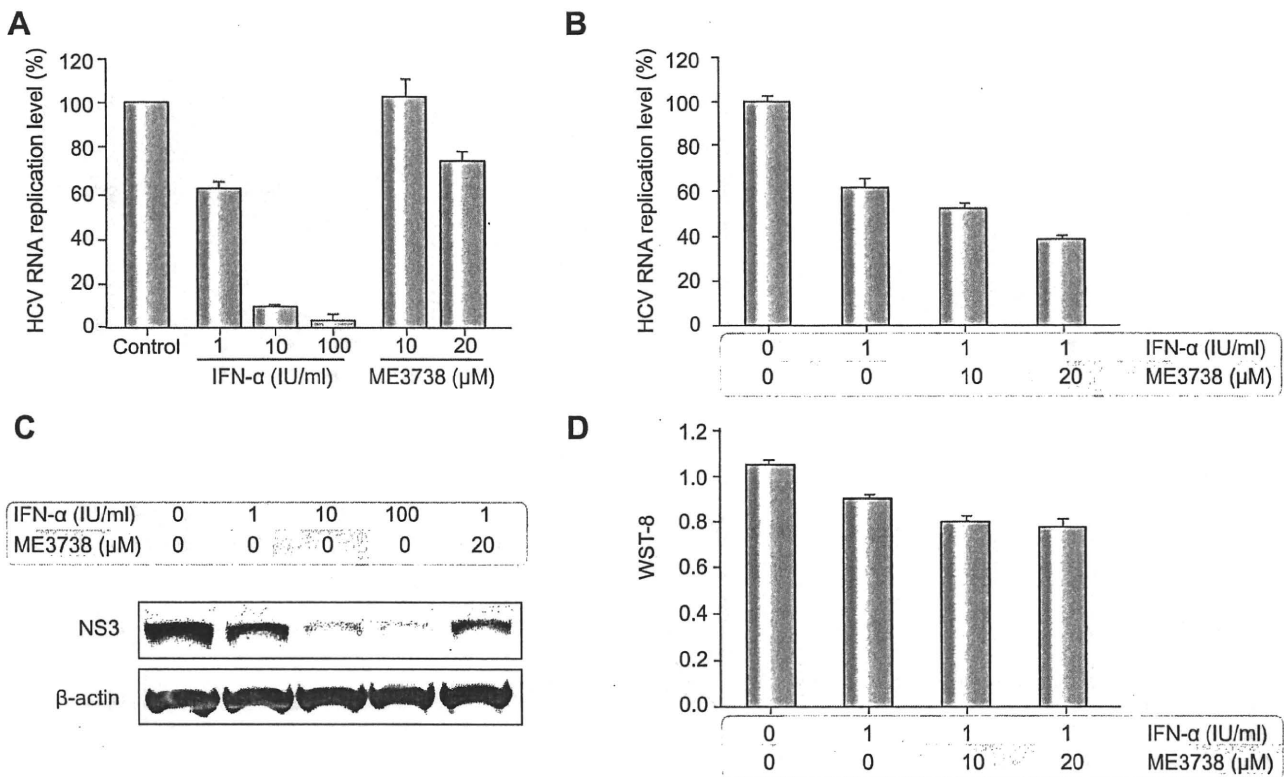 A
HCV RNA replication level (%)
120
100
80
60
40
20
0
Control 1 10 100 10 20
IFN-α (IU/ml) ME3738 (µM)
B
HCV RNA replication level (%)
120
100
80
60
40
20
0
0 1 1 1 IFN-α (IU/ml)
0 0 10 20 ME3738 (µM)
C
IFN-α (IU/ml) 0 1 10 100 1
ME3738 (µM) 0 0 0 0 20
NS3
β-actin
D
WST-8
1.2
1.0
0.8
0.6
0.4
0.2
0.0
0 1 1 1 IFN-α (IU/ml)
0 0 10 20 ME3738 (µM)